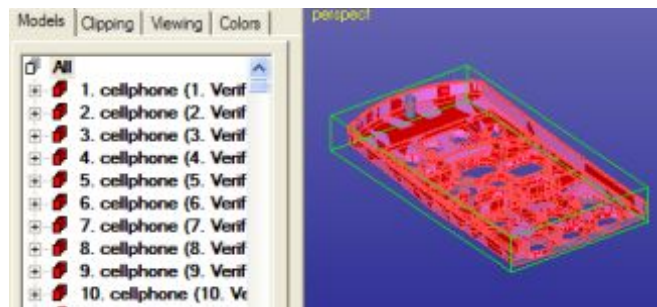 Models Clipping Viewing Colors
perspect
All
1. cellphone (1. Verif
2. cellphone (2. Verif
3. cellphone (3. Verif
4. cellphone (4. Verif
5. cellphone (5. Verif
6. cellphone (6. Verif
7. cellphone (7. Verif
8. cellphone (8. Verif
9. cellphone (9. Verif
10. cellphone (10. Ve